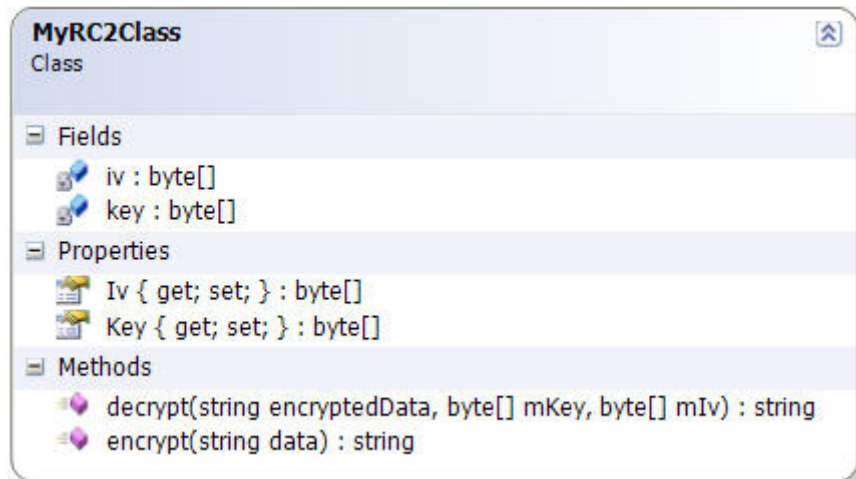 MyRC2Class
Class
Fields
iv : byte[]
key : byte[]
Properties
Iv { get; set; } : byte[]
Key { get; set; } : byte[]
Methods
decrypt(string encryptedData, byte[] mKey, byte[] mIv) : string
encrypt(string data) : string